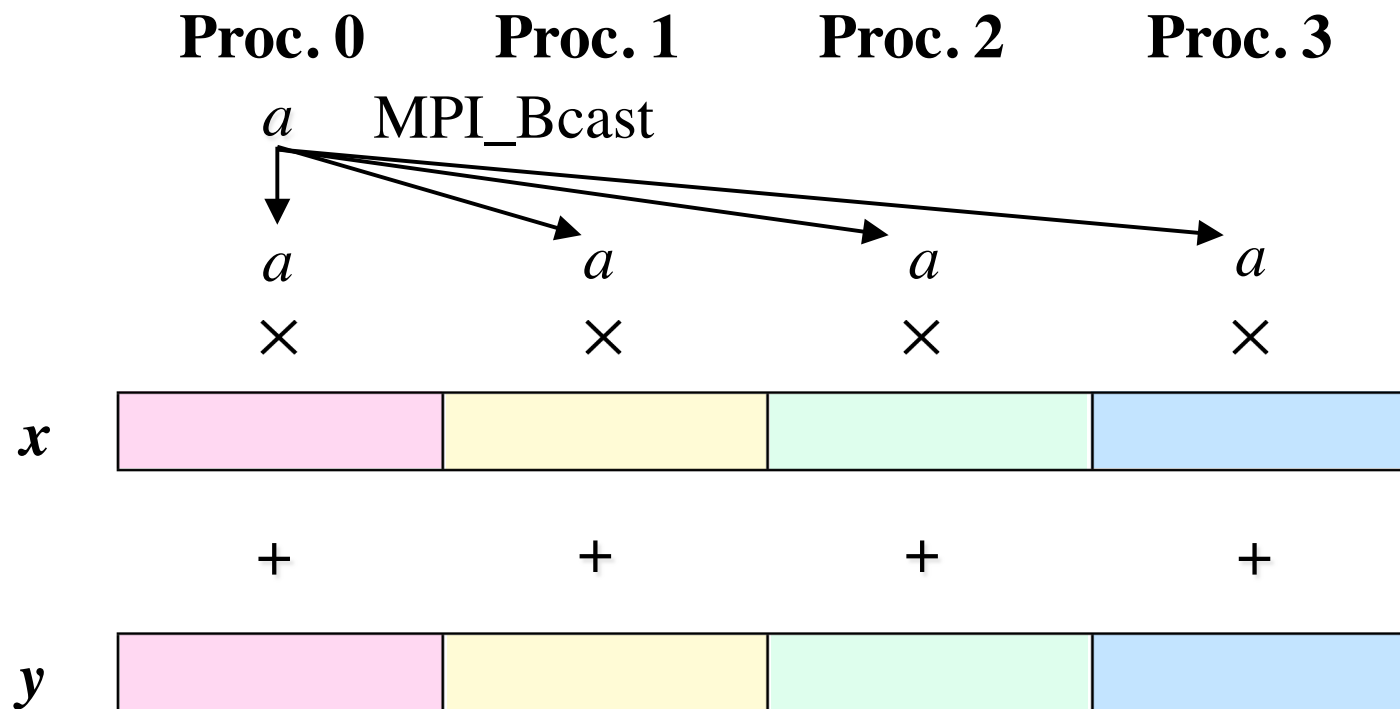 Proc. 0 Proc. 1 Proc. 2 Proc. 3
a MPI_Bcast
a a a a
× × × ×
x
+ + + +
y